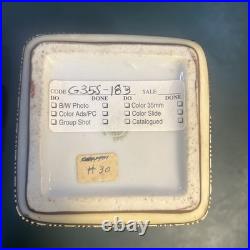 CODE G355-183 SALE
DO DONE DO DONE
B/W Photo Color 35mm
Color Ads/PC Color Slide
Group Shot Catalogued
# 30